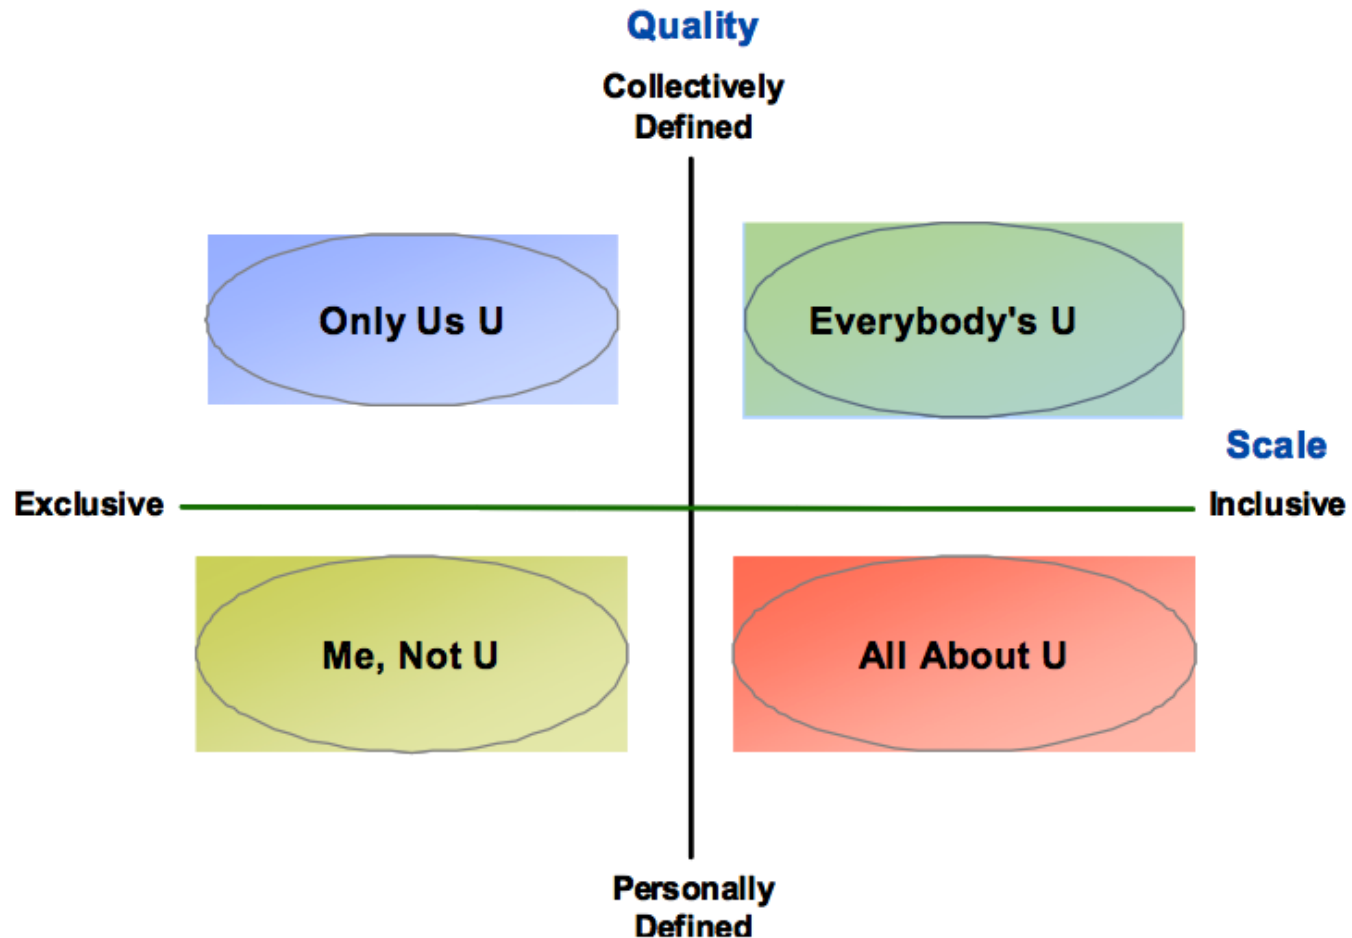 Quality
Collectively
Defined
Only Us U
Everybody's U
Scale
Exclusive
Inclusive
Me, Not U
All About U
Personally
Defined